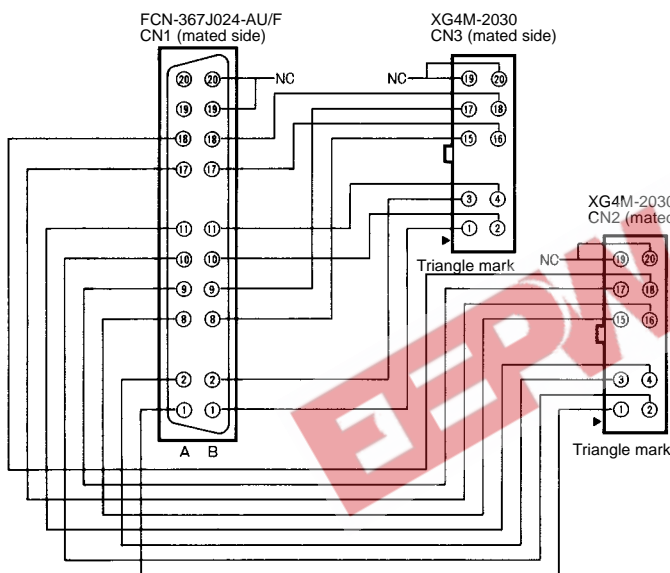 FCN-367J024-AU/F
CN1 (mated side)
XG4M-2030
CN3 (mated side)
20 20 NC
19 19
18 18
17 17
11 11
10 10
9 9
8 8
2 2
1 1
A B
NC 19 20
17 18
15 16
3 4
1 2
Triangle mark
XG4M-2030
CN2 (mated
NC 19 20
17 18
15 16
3 4
1 2
Triangle mark
EEPW